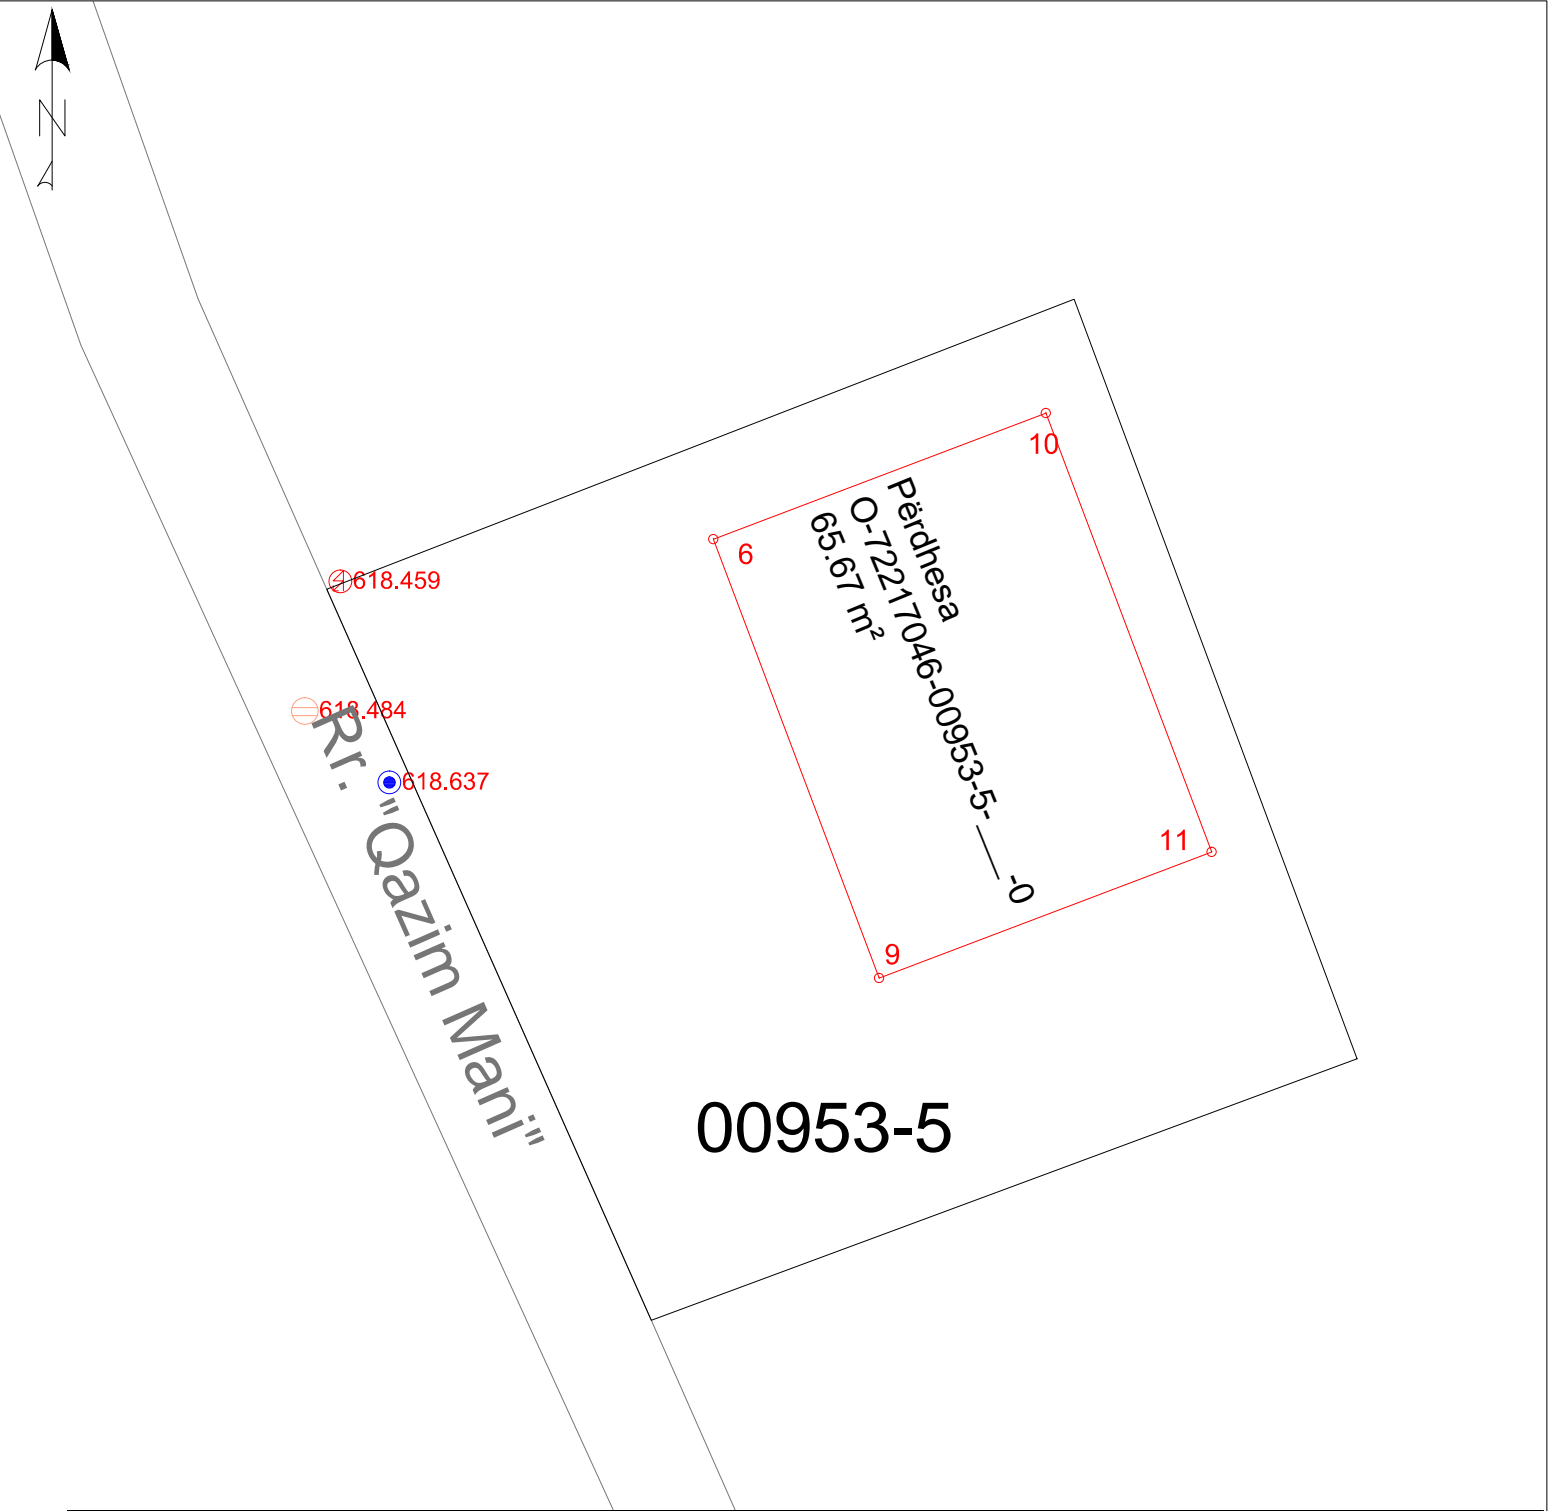 N
10
6
Përdhesa
O-72217046-00953-5-____-0
65.67 m²
618.459
618.484
Rr. "Qazim Mani"
618.637
11
9
00953-5